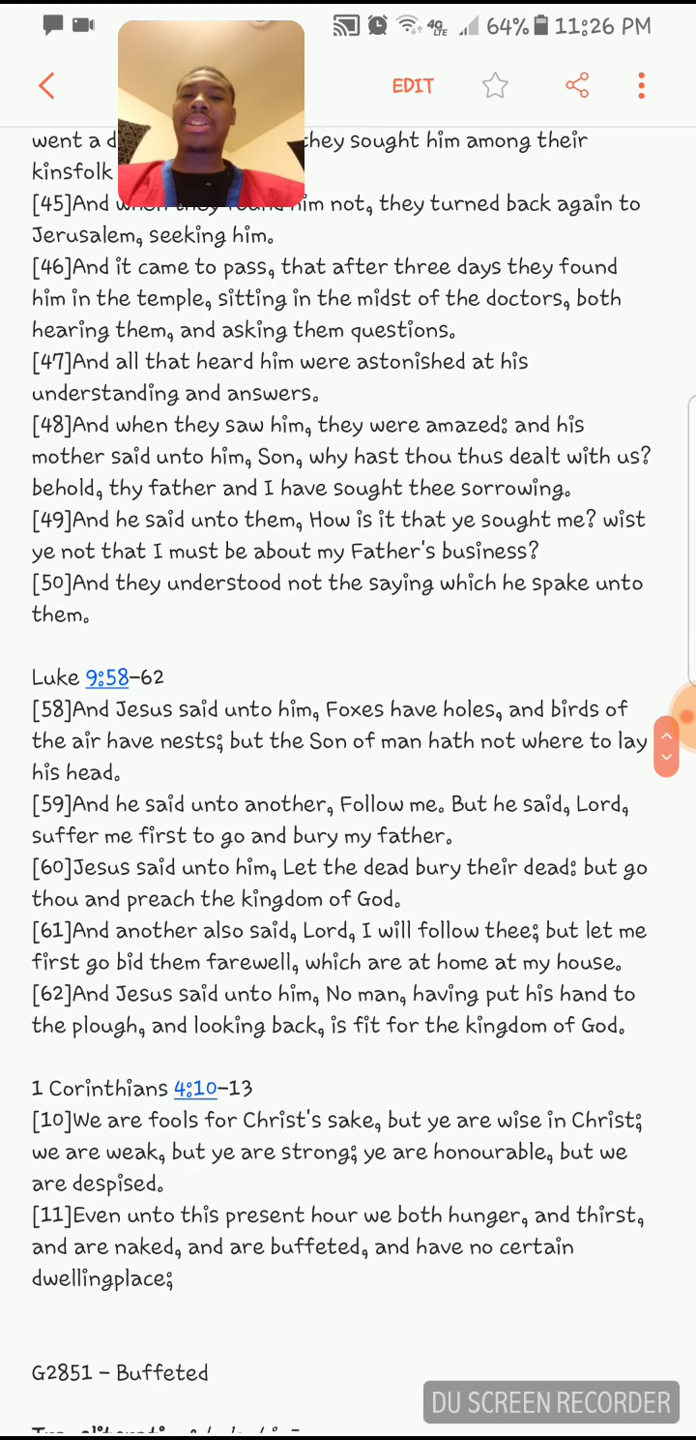 64% 11:26 PM
EDIT
went a d they sought him among their
kinsfolk
[45]And him not, they turned back again to
Jerusalem, seeking him.
[46]And it came to pass, that after three days they found
him in the temple, sitting in the midst of the doctors, both
hearing them, and asking them questions.
[47]And all that heard him were astonished at his
understanding and answers.
[48]And when they saw him, they were amazed: and his
mother said unto him, Son, why hast thou thus dealt with us?
behold, thy father and I have sought thee sorrowing.
[49]And he said unto them, How is it that ye sought me? wist
ye not that I must be about my Father's business?
[50]And they understood not the saying which he spake unto
them.
Luke 9:58-62
[58]And Jesus said unto him, Foxes have holes, and birds of
the air have nests; but the Son of man hath not where to lay
his head.
[59]And he said unto another, Follow me. But he said, Lord,
suffer me first to go and bury my father.
[60]Jesus said unto him, Let the dead bury their dead: but go
thou and preach the kingdom of God.
[61]And another also said, Lord, I will follow thee; but let me
first go bid them farewell, which are at home at my house.
[62]And Jesus said unto him, No man, having put his hand to
the plough, and looking back, is fit for the kingdom of God.
1 Corinthians 4:10-13
[10]We are fools for Christ's sake, but ye are wise in Christ;
we are weak, but ye are strong; ye are honourable, but we
are despised.
[11]Even unto this present hour we both hunger, and thirst,
and are naked, and are buffeted, and have no certain
dwellingplace;
G2851 - Buffeted
DU SCREEN RECORDER